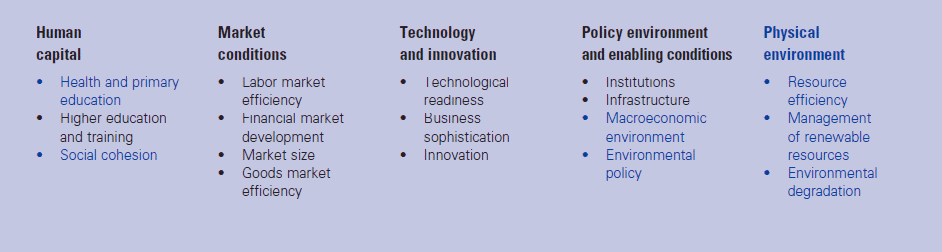 Human
capital
• Health and primary
education
• Higher education
and training
• Social cohesion
Market
conditions
• Labor market
efficiency
• Financial market
development
• Market size
• Goods market
efficiency
Technology
and innovation
• Technological
readiness
• Business
sophistication
• Innovation
Policy environment
and enabling conditions
• Institutions
• Infrastructure
• Macroeconomic
environment
• Environmental
policy
Physical
environment
• Resource
efficiency
• Management
of renewable
resources
• Environmental
degradation